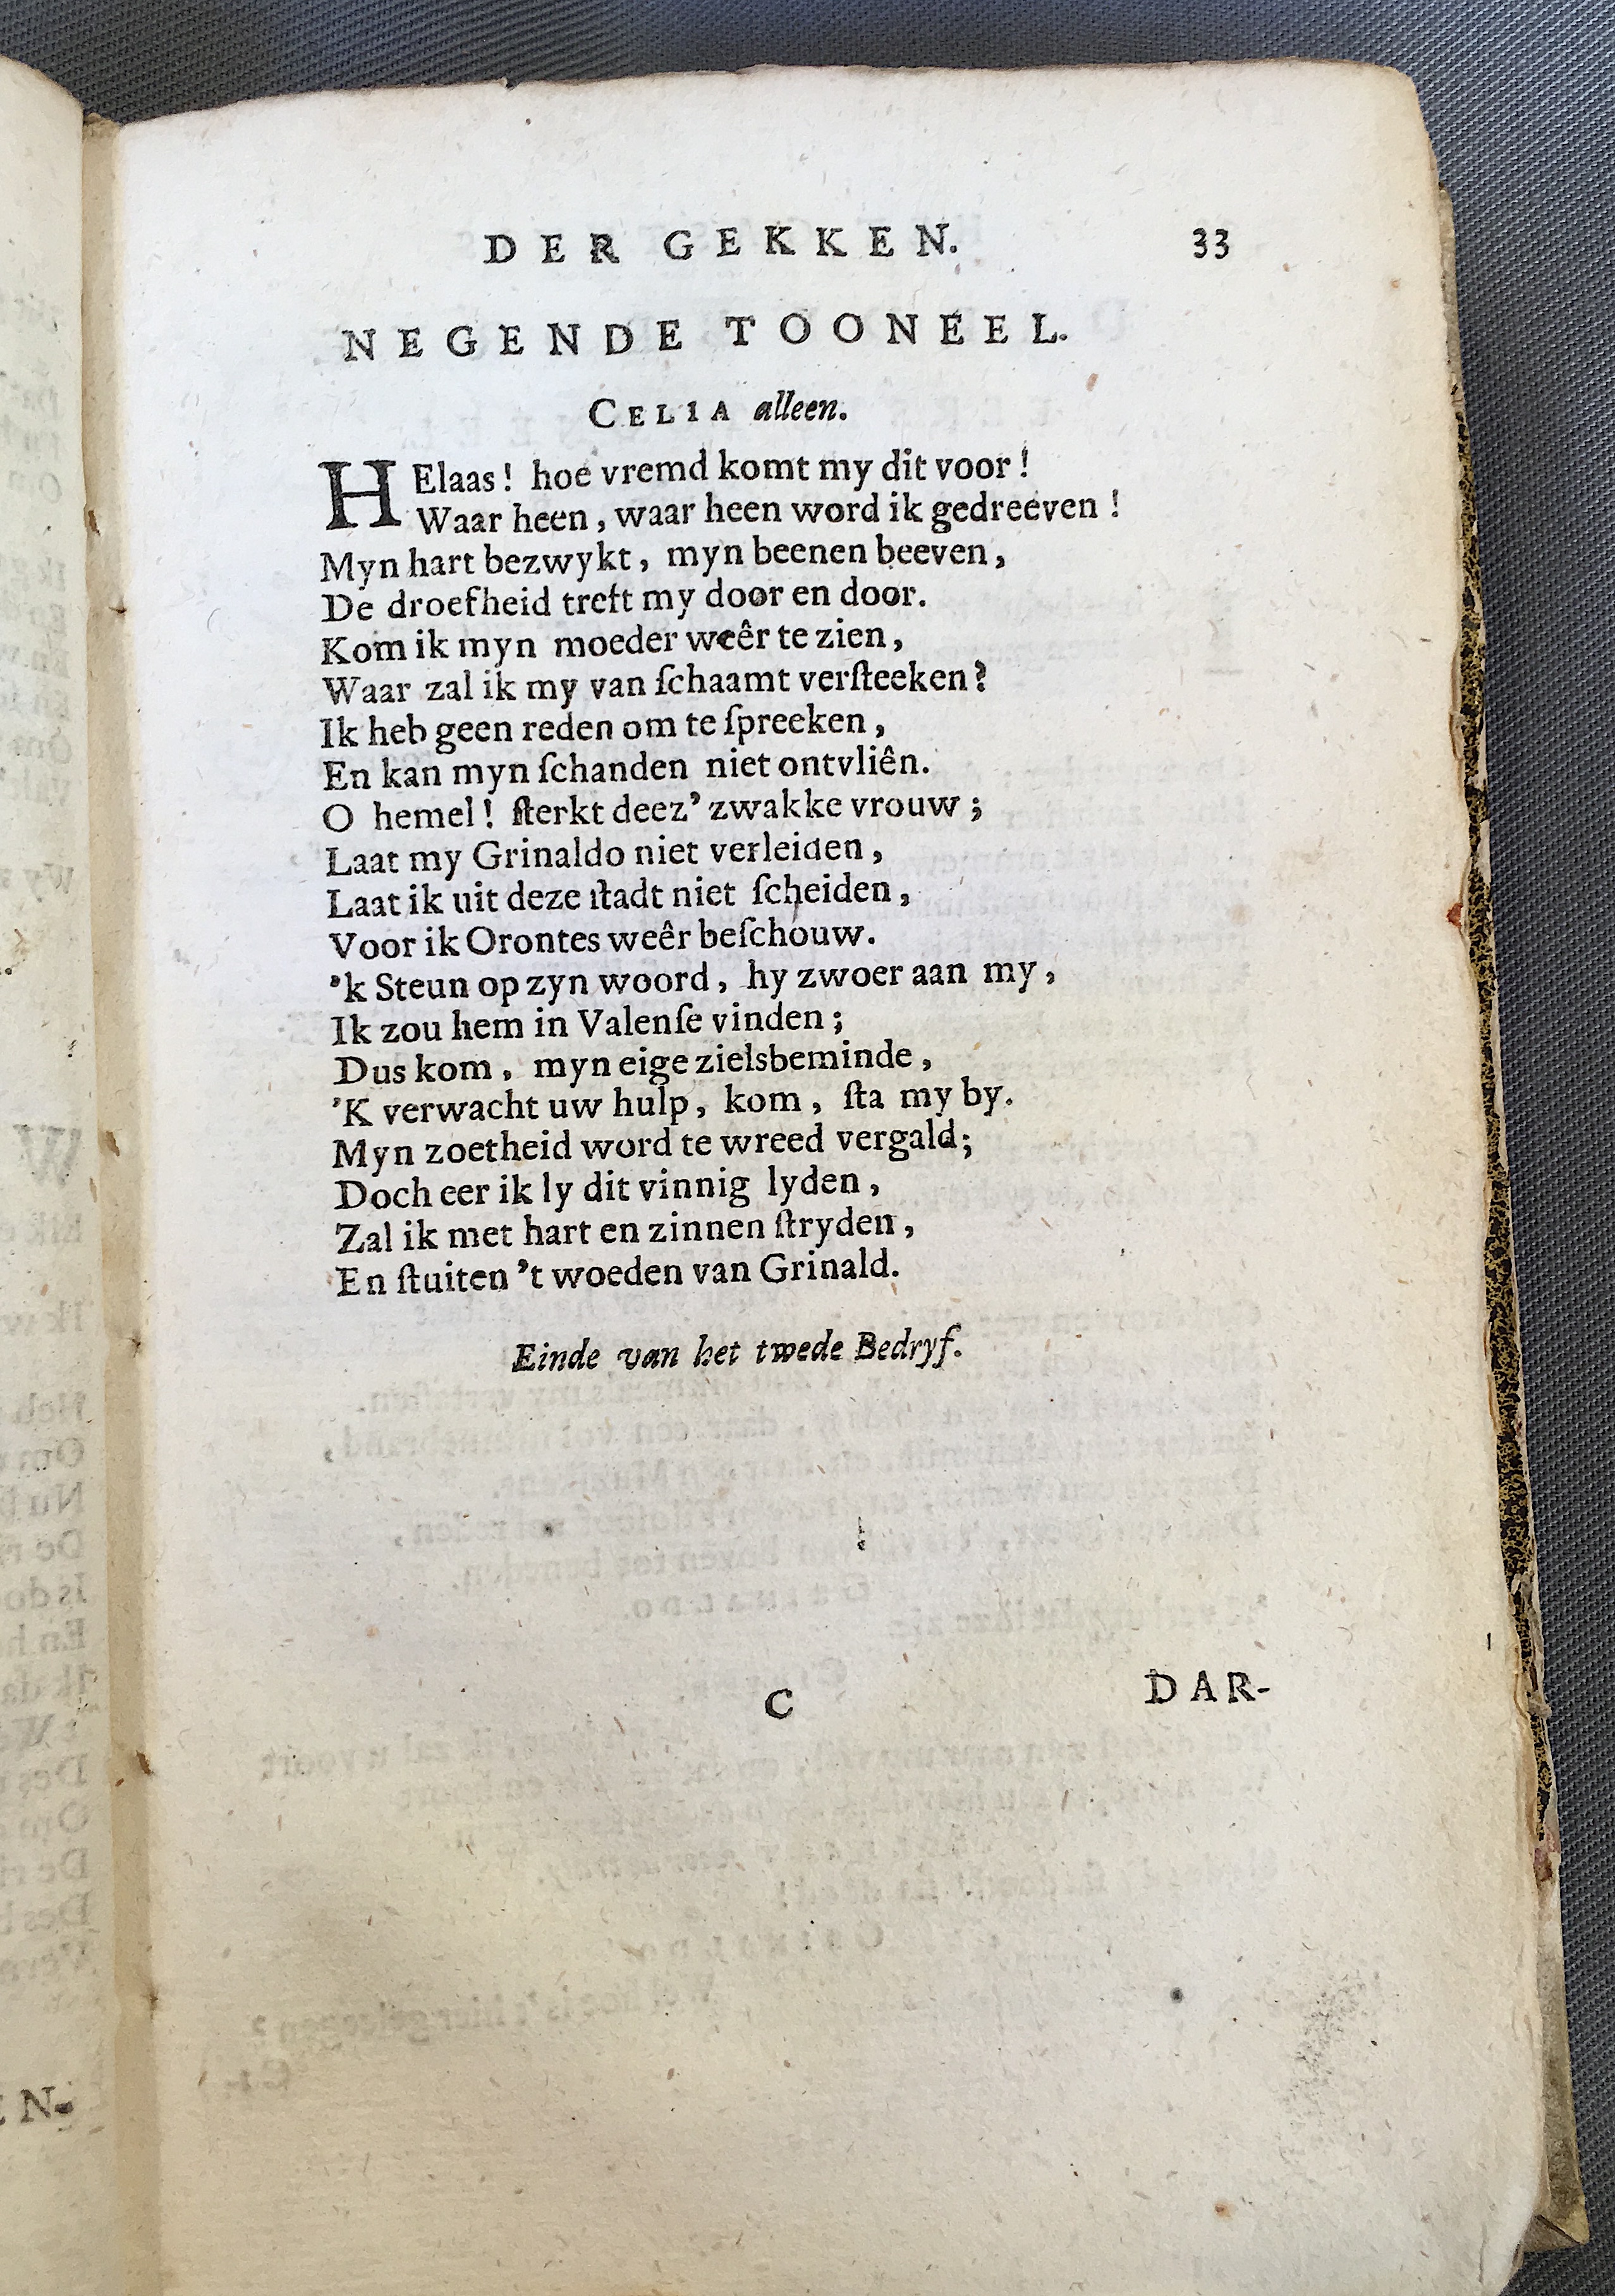 DER GEKKEN. 33
NEGENDE TOONEEL.
CELIA alleen.
HElaas! hoe vremd komt my dit voor!
Waar heen, waar heen word ik gedreeven!
Myn hart bezwykt, myn beenen beeven,
De droefheid treft my door en door.
Kom ik myn moeder weêr te zien,
Waar zal ik my van ſchaamt verſteeken?
Ik heb geen reden om te ſpreeken,
En kan myn ſchanden niet ontvliên.
O hemel! ſterkt deez’ zwakke vrouw;
Laat my Grinaldo niet verleiden,
Laat ik uit deze ſtadt niet ſcheiden,
Voor ik Orontes weêr beſchouw.
’k Steun op zyn woord, hy zwoer aan my,
Ik zou hem in Valenſe vinden;
Dus kom, myn eige zielsbeminde,
’K verwacht uw hulp, kom, ſta my by.
Myn zoetheid word te wreed vergald;
Doch eer ik ly dit vinnig lyden,
Zal ik met hart en zinnen ſtryden,
En ſtuiten ’t woeden van Grinald.
Einde van het twede Bedryf.
C DAR-